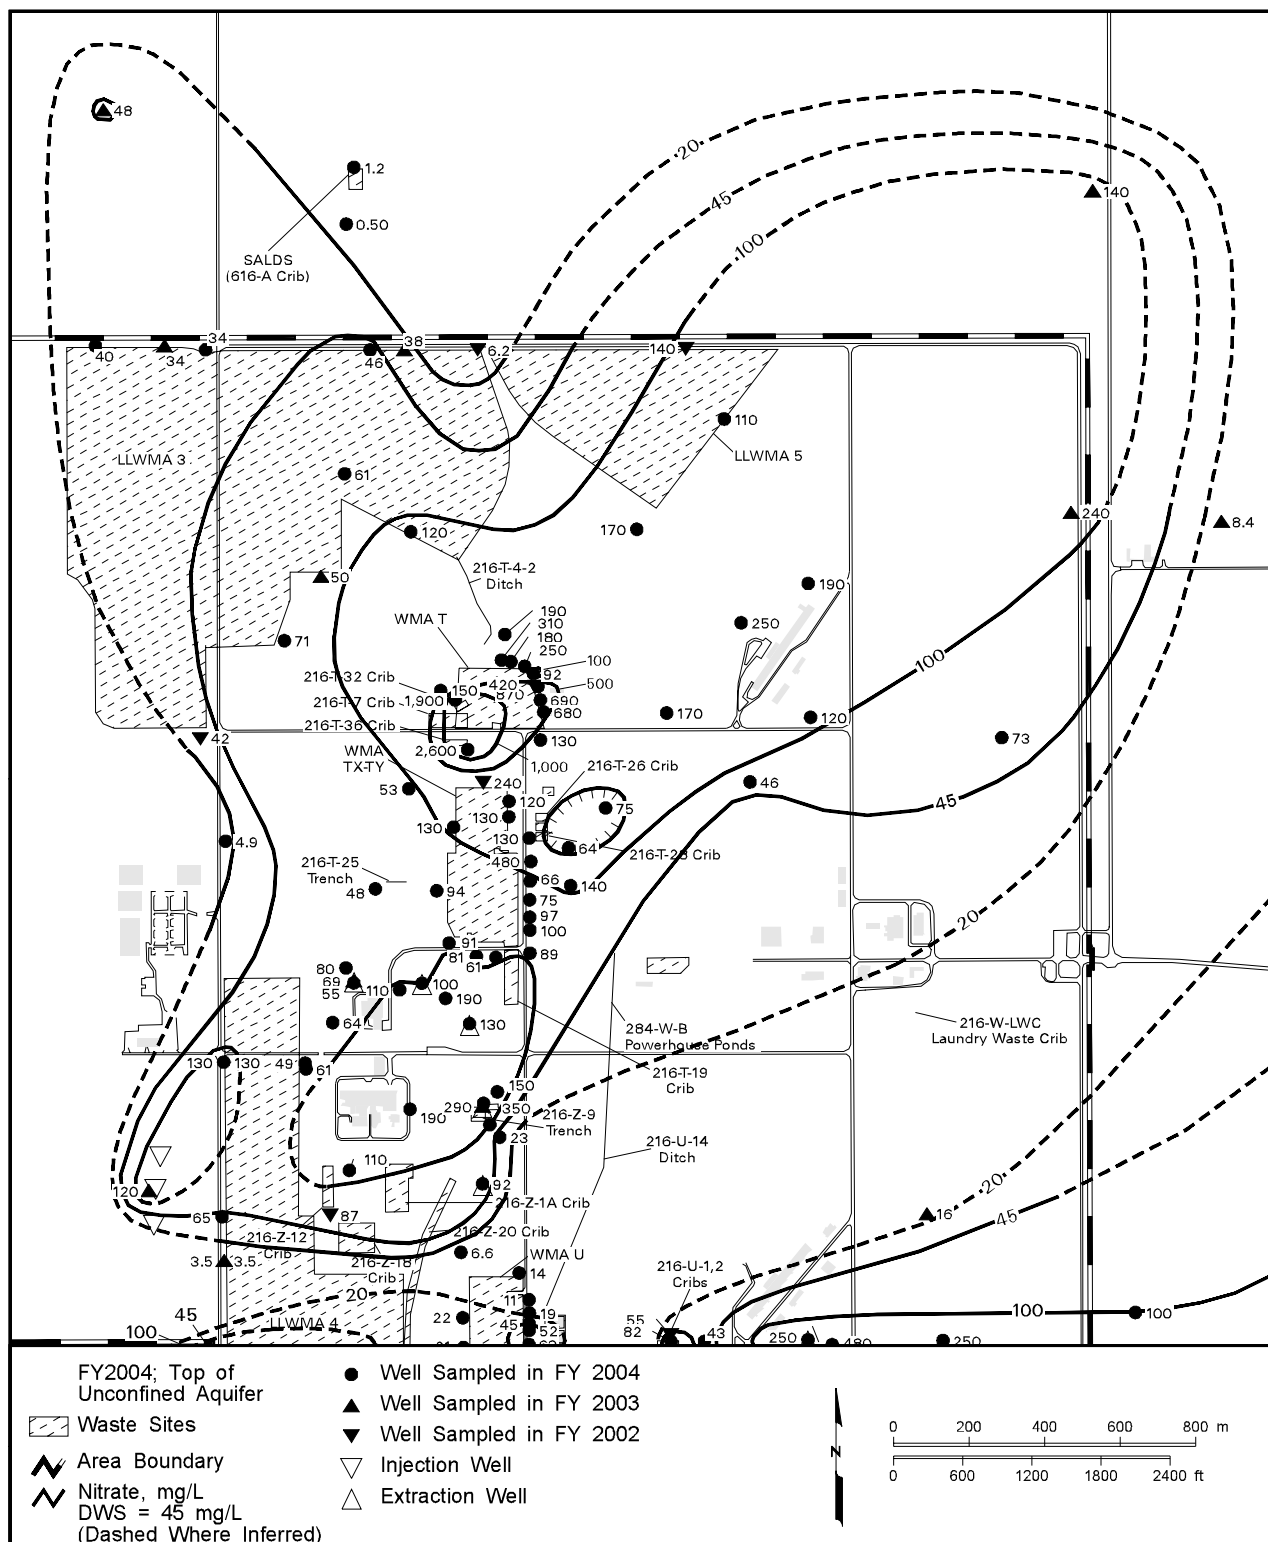 48
1.2
0.50
SALDS
(616-A Crib)
20
45
100
140
40
34
34
46
38
6.2
140
110
LLWMA 3
LLWMA 5
61
120
170
50
240
8.4
216-T-4-2
Ditch
190
250
71
WMA T
190
310
180
250
100
92
500
216-T-32 Crib
150
420
870
690
680
1,900
216-T-7 Crib
216-T-36 Crib
2,600
130
1,000
170
120
100
73
42
WMA
TX-TY
240
216-T-26 Crib
53
120
130
130
75
46
45
4.9
130
64
216-T-28 Crib
480
66
140
216-T-25
Trench
48
94
75
97
100
91
81
61
89
20
80
69
55
110
100
190
64
130
284-W-B
Powerhouse Ponds
216-W-LWC
Laundry Waste Crib
130
130
49
61
216-T-19
Crib
150
290
350
190
216-Z-9
Trench
23
216-U-14
Ditch
110
92
120
20
216-Z-1A Crib
65
87
16
45
216-Z-12
Crib
216-Z-20 Crib
6.6
3.5
3.5
216-Z-18
Crib
WMA U
14
216-U-1,2
Cribs
20
11
19
22
45
52
45
LLWMA 4
100
55
82
43
250
480
250
100
100
FY2004; Top of
Unconfined Aquifer
Waste Sites
Area Boundary
Nitrate, mg/L
DWS = 45 mg/L
(Dashed Where Inferred)
Well Sampled in FY 2004
Well Sampled in FY 2003
Well Sampled in FY 2002
Injection Well
Extraction Well
N
0 200 400 600 800 m
0 600 1200 1800 2400 ft